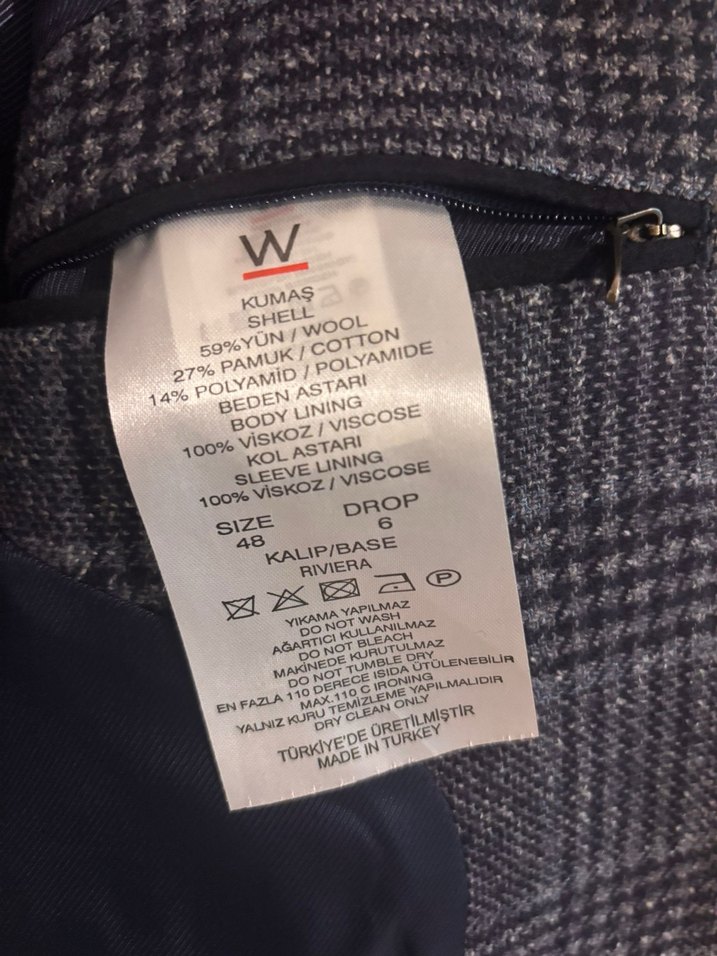 W
KUMAŞ
SHELL
59%YÜN / WOOL
27% PAMUK / COTTON
14% POLYAMİD / POLYAMIDE
BEDEN ASTARI
BODY LINING
100% VİSKOZ / VISCOSE
KOL ASTARI
SLEEVE LINING
100% VİSKOZ / VISCOSE
SIZE DROP
48 6
KALIP/BASE
RIVIERA
P
YIKAMA YAPILMAZ
DO NOT WASH
AĞARTICI KULLANILMAZ
DO NOT BLEACH
MAKİNEDE KURUTULMAZ
DO NOT TUMBLE DRY
EN FAZLA 110 DERECE ISIDA ÜTÜLENEBİLİR
MAX.110 C IRONING
YALNIZ KURU TEMİZLEME YAPILMALIDIR
DRY CLEAN ONLY
TÜRKİYE'DE ÜRETİLMİŞTİR
MADE IN TURKEY